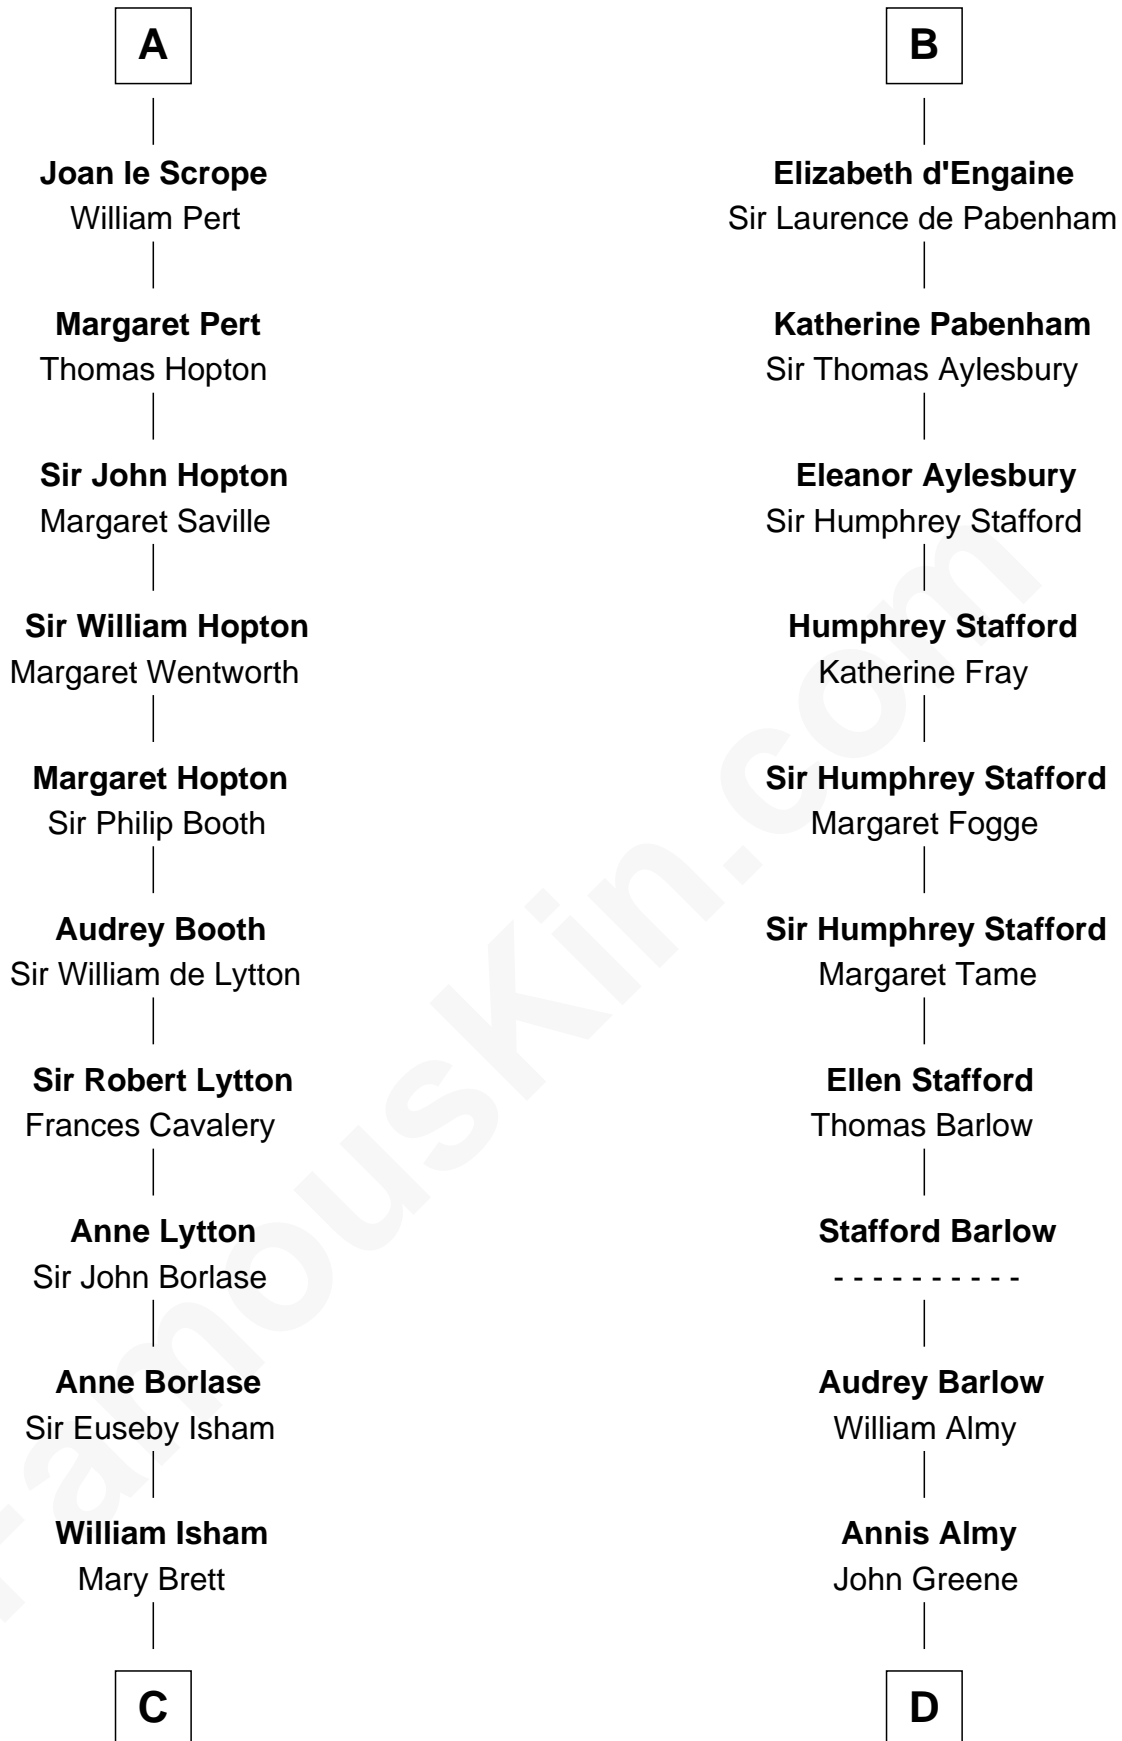 A
Joan le Scrope
William Pert
Margaret Pert
Thomas Hopton
Sir John Hopton
Margaret Saville
Sir William Hopton
Margaret Wentworth
Margaret Hopton
Sir Philip Booth
Audrey Booth
Sir William de Lytton
Sir Robert Lytton
Frances Cavalery
Anne Lytton
Sir John Borlase
Anne Borlase
Sir Euseby Isham
William Isham
Mary Brett
C
B
Elizabeth d'Engaine
Sir Laurence de Pabenham
Katherine Pabenham
Sir Thomas Aylesbury
Eleanor Aylesbury
Sir Humphrey Stafford
Humphrey Stafford
Katherine Fray
Sir Humphrey Stafford
Margaret Fogge
Sir Humphrey Stafford
Margaret Tame
Ellen Stafford
Thomas Barlow
Stafford Barlow
- - - - - - - - - -
Audrey Barlow
William Almy
Annis Almy
John Greene
D
FamousKin.com